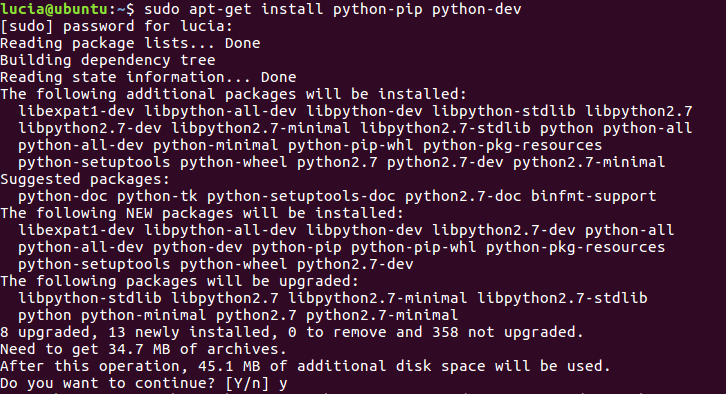 lucia@ubuntu:~$ sudo apt-get install python-pip python-dev
[sudo] password for lucia:
Reading package lists... Done
Building dependency tree
Reading state information... Done
The following additional packages will be installed:
  libexpat1-dev libpython-all-dev libpython-dev libpython-stdlib libpython2.7
  libpython2.7-dev libpython2.7-minimal libpython2.7-stdlib python python-all
  python-all-dev python-minimal python-pip-whl python-pkg-resources
  python-setuptools python-wheel python2.7 python2.7-dev python2.7-minimal
Suggested packages:
  python-doc python-tk python-setuptools-doc python2.7-doc binfmt-support
The following NEW packages will be installed:
  libexpat1-dev libpython-all-dev libpython-dev libpython2.7-dev python-all
  python-all-dev python-dev python-pip python-pip-whl python-pkg-resources
  python-setuptools python-wheel python2.7-dev
The following packages will be upgraded:
  libpython-stdlib libpython2.7 libpython2.7-minimal libpython2.7-stdlib
  python python-minimal python2.7 python2.7-minimal
8 upgraded, 13 newly installed, 0 to remove and 358 not upgraded.
Need to get 34.7 MB of archives.
After this operation, 45.1 MB of additional disk space will be used.
Do you want to continue? [Y/n] y